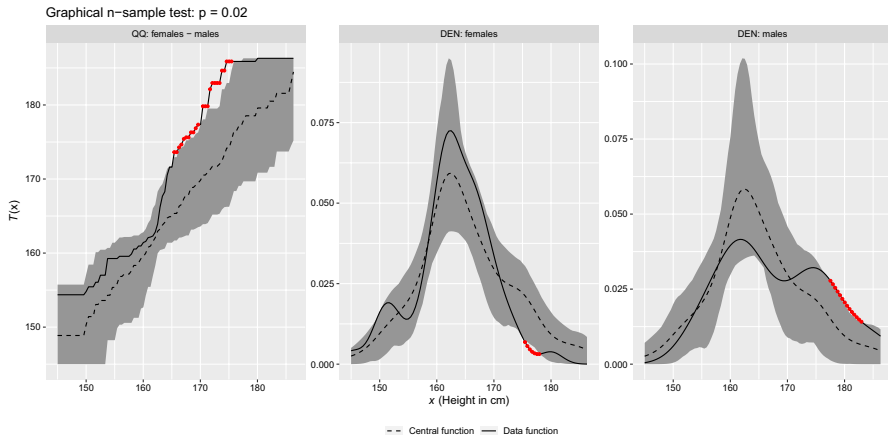 Graphical n−sample test: p = 0.02
QQ: females − males
DEN: females
DEN: males
T(x)
180
170
160
150
0.075
0.050
0.025
0.000
0.100
0.075
0.050
0.025
0.000
150 160 170 180
150 160 170 180
150 160 170 180
x (Height in cm)
Central function
Data function